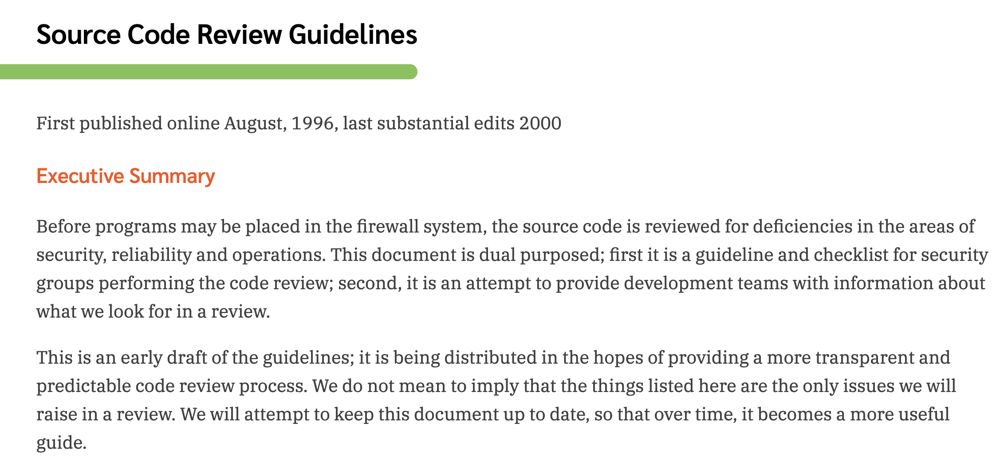 Source Code Review Guidelines
First published online August, 1996, last substantial edits 2000
Executive Summary
Before programs may be placed in the firewall system, the source code is reviewed for deficiencies in the areas of
security, reliability and operations. This document is dual purposed; first it is a guideline and checklist for security
groups performing the code review; second, it is an attempt to provide development teams with information about
what we look for in a review.
This is an early draft of the guidelines; it is being distributed in the hopes of providing a more transparent and
predictable code review process. We do not mean to imply that the things listed here are the only issues we will
raise in a review. We will attempt to keep this document up to date, so that over time, it becomes a more useful
guide.